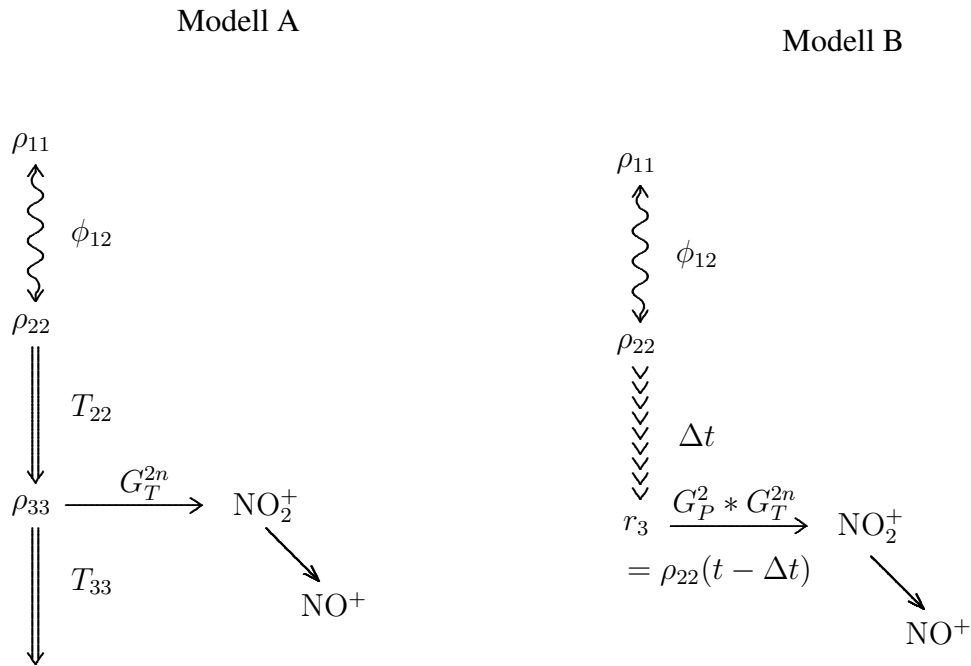 Modell A
ρ₁₁
ϕ₁₂
ρ₂₂
T₂₂
ρ₃₃
G_T^{2n}
NO₂⁺
T₃₃
NO⁺
Modell B
ρ₁₁
ϕ₁₂
ρ₂₂
Δt
r₃
G_P^2 * G_T^{2n}
NO₂⁺
= ρ₂₂(t − Δt)
NO⁺